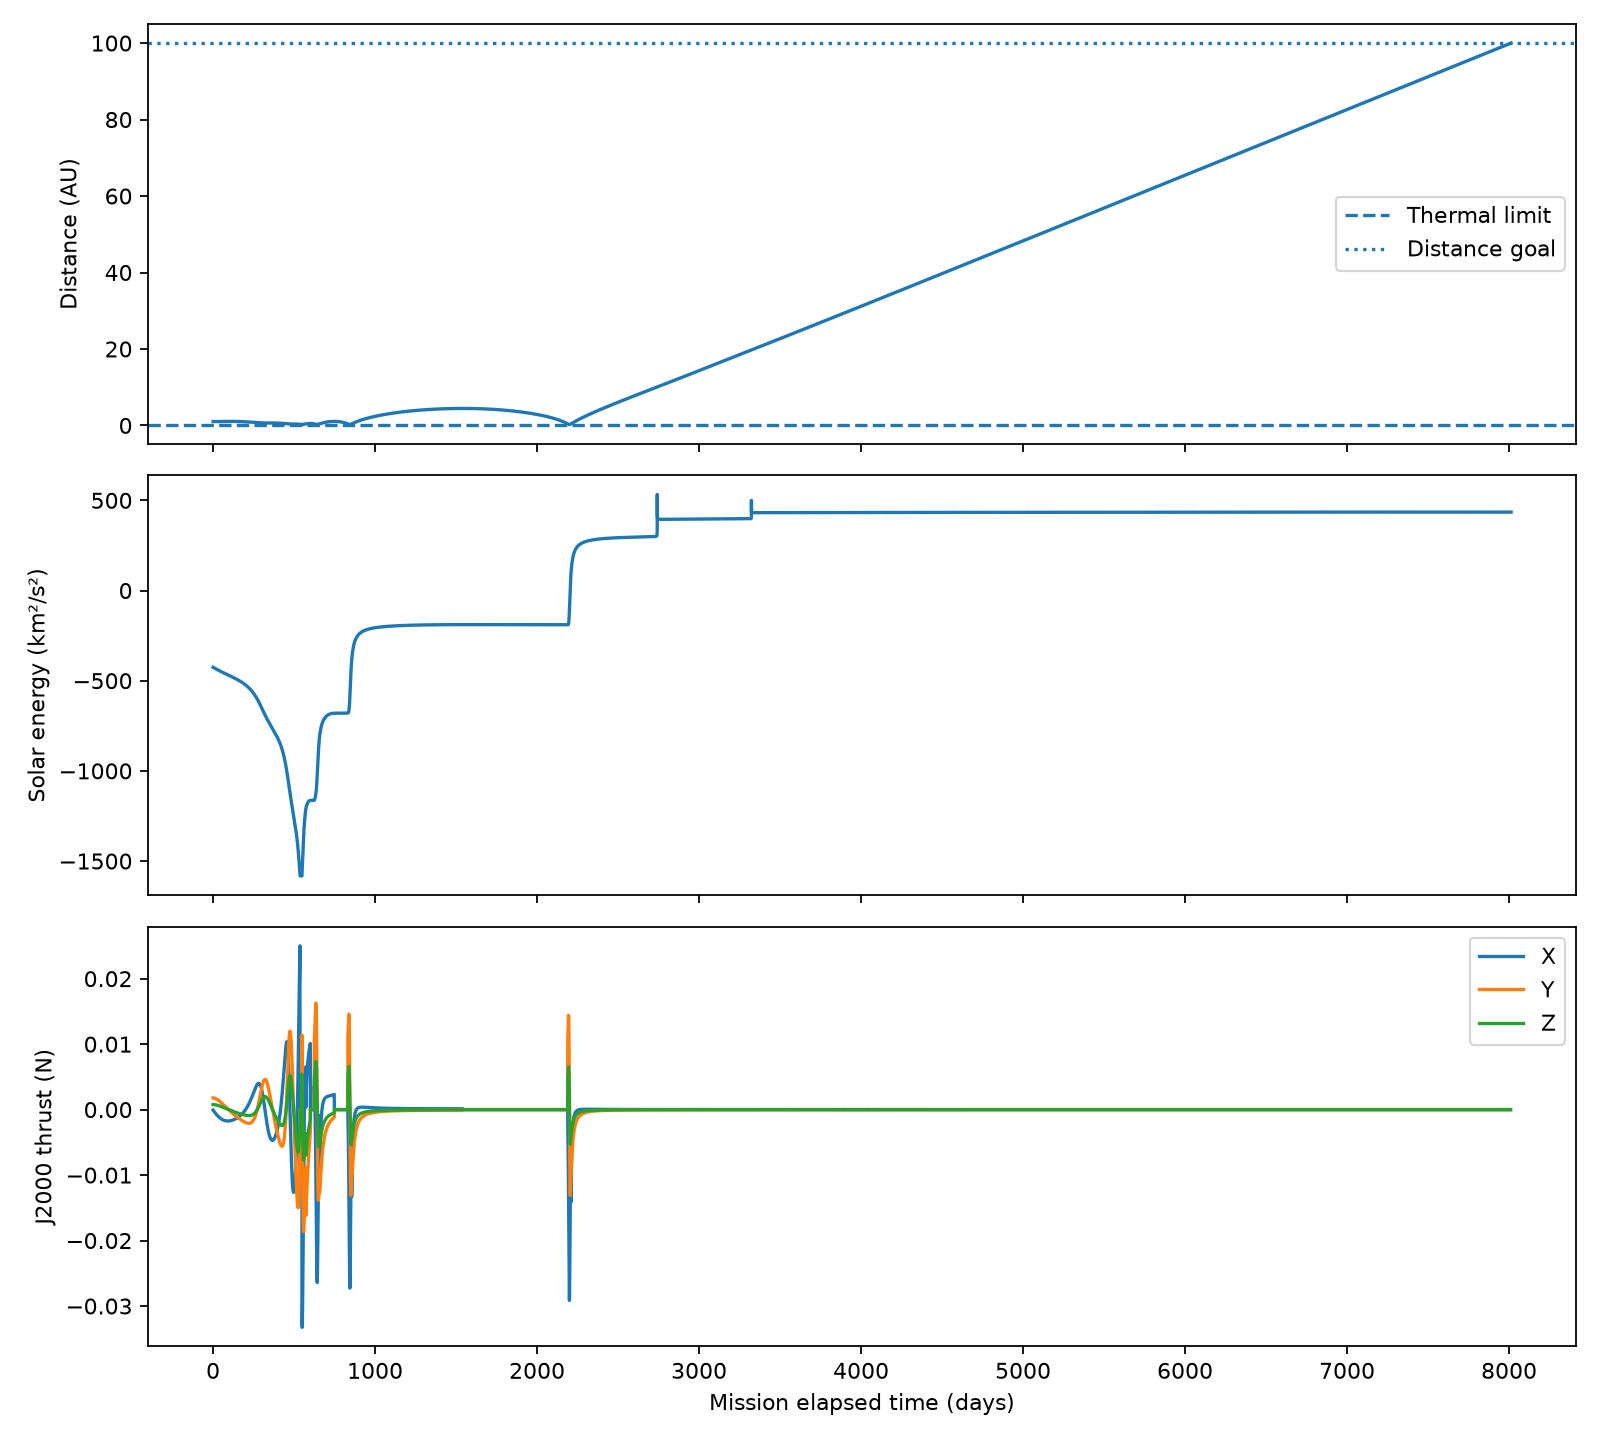 100
80
60
40
20
0
Distance (AU)
Thermal limit
Distance goal
500
0
−500
−1000
−1500
Solar energy (km²/s²)
0.02
0.01
0.00
−0.01
−0.02
−0.03
J2000 thrust (N)
X
Y
Z
0 1000 2000 3000 4000 5000 6000 7000 8000
Mission elapsed time (days)